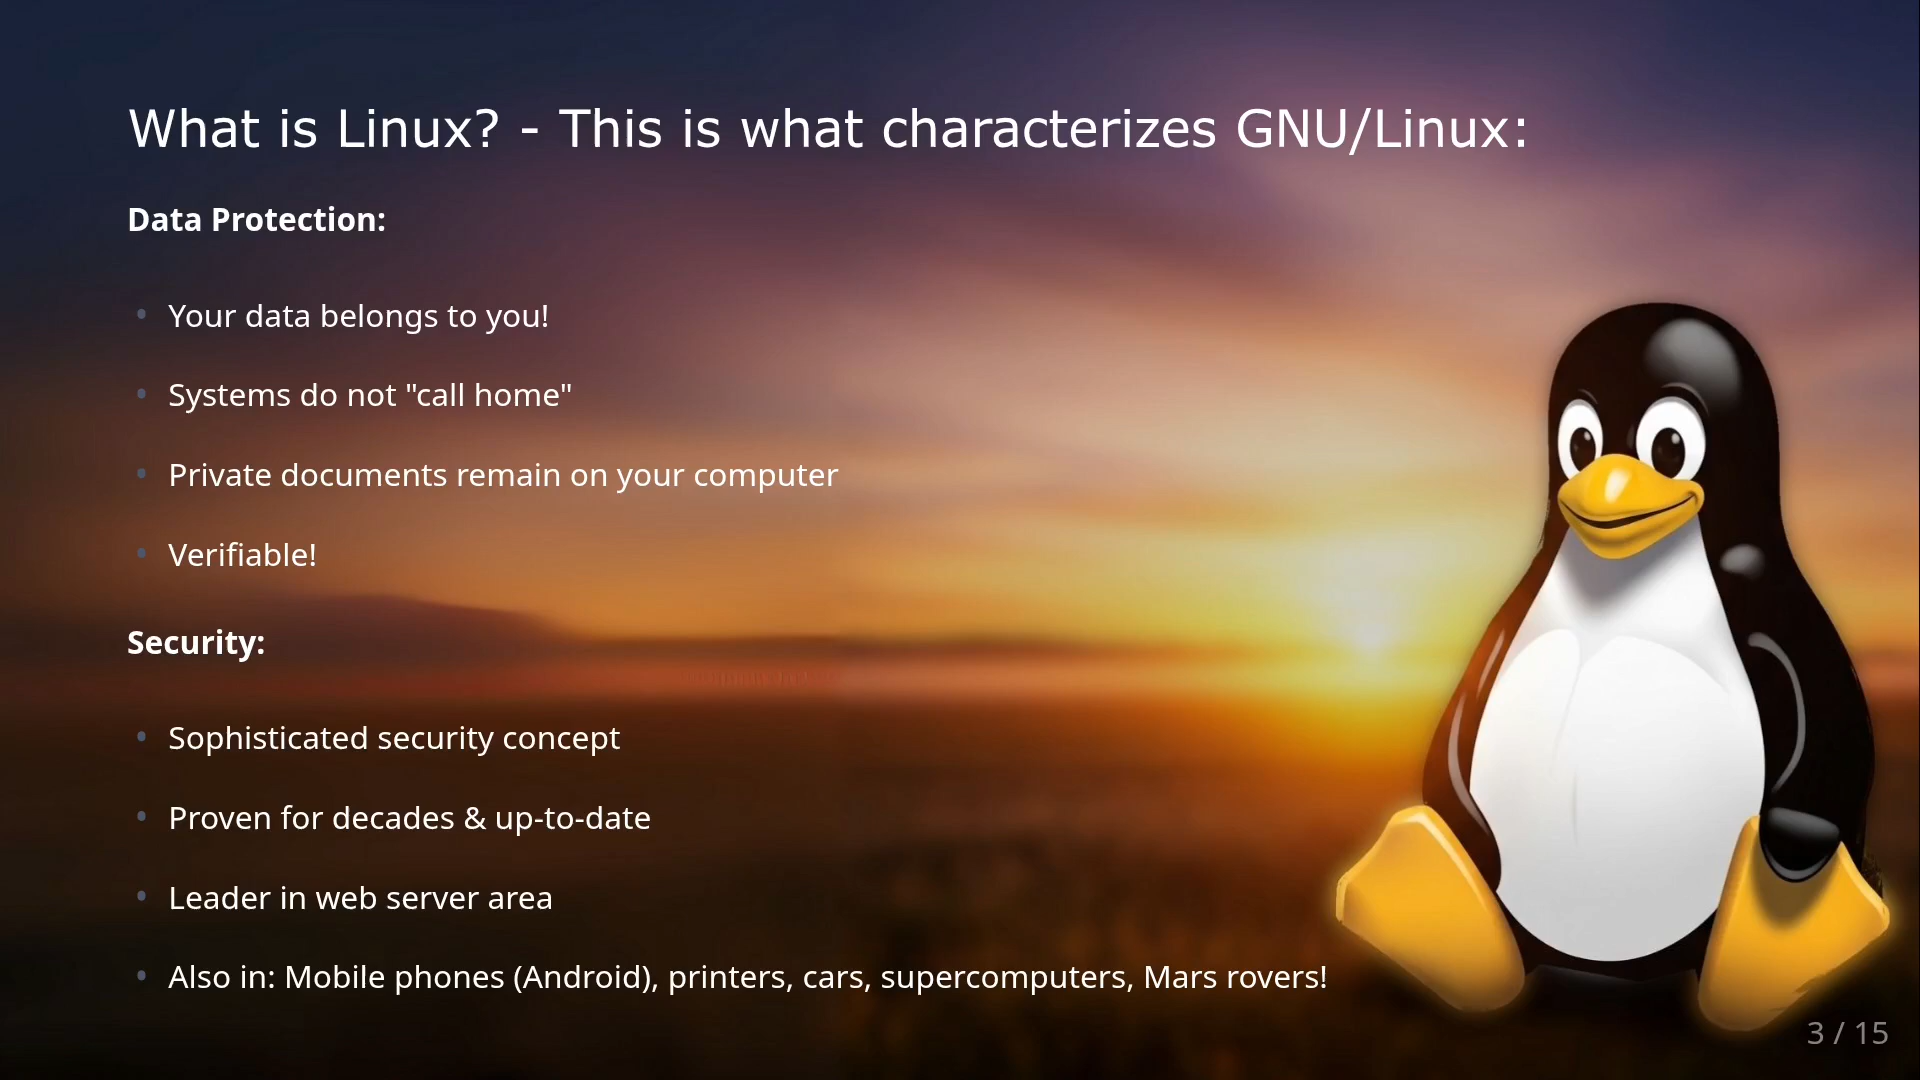 What is Linux? - This is what characterizes GNU/Linux:
Data Protection:
• Your data belongs to you!
• Systems do not "call home"
• Private documents remain on your computer
• Verifiable!
Security:
• Sophisticated security concept
• Proven for decades & up-to-date
• Leader in web server area
• Also in: Mobile phones (Android), printers, cars, supercomputers, Mars rovers!
3 / 15